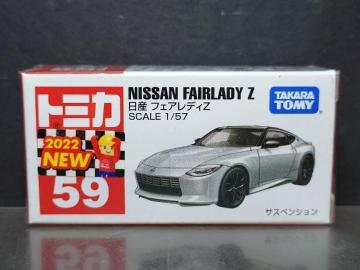 トミカ
2022
NEW
59
NISSAN FAIRLADY Z
日産 フェアレディZ
SCALE 1/57
TAKARA
TOMY
サスペンション